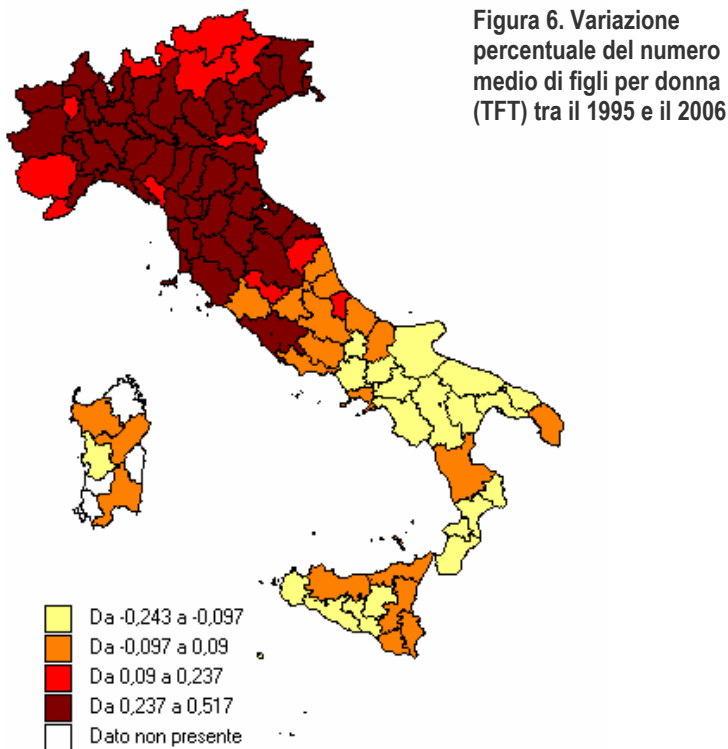 Figura 6. Variazione
percentuale del numero
medio di figli per donna
(TFT) tra il 1995 e il 2006
Da -0,243 a -0,097
Da -0,097 a 0,09
Da 0,09 a 0,237
Da 0,237 a 0,517
Dato non presente